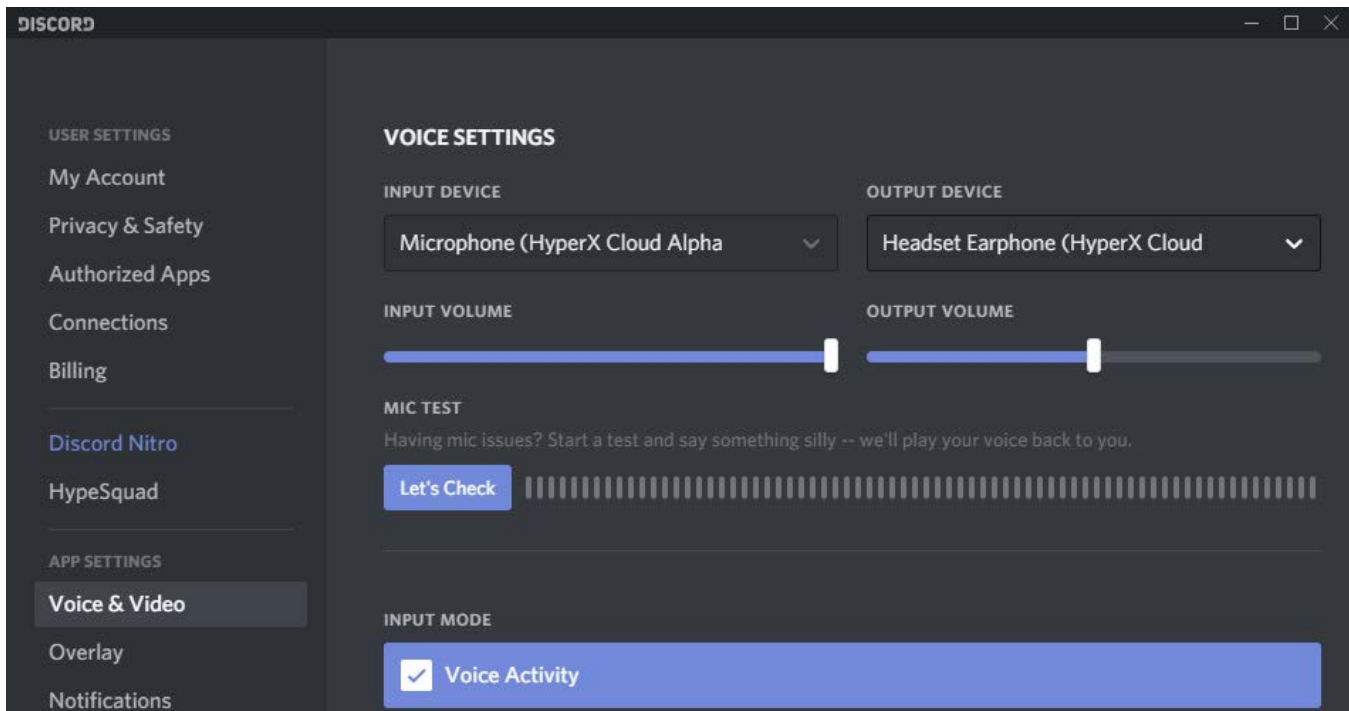 DISCORD
USER SETTINGS
My Account
Privacy & Safety
Authorized Apps
Connections
Billing
Discord Nitro
HypeSquad
APP SETTINGS
Voice & Video
Overlay
Notifications
VOICE SETTINGS
INPUT DEVICE
Microphone (HyperX Cloud Alpha
OUTPUT DEVICE
Headset Earphone (HyperX Cloud
INPUT VOLUME
OUTPUT VOLUME
MIC TEST
Having mic issues? Start a test and say something silly -- we'll play your voice back to you.
Let's Check
INPUT MODE
Voice Activity